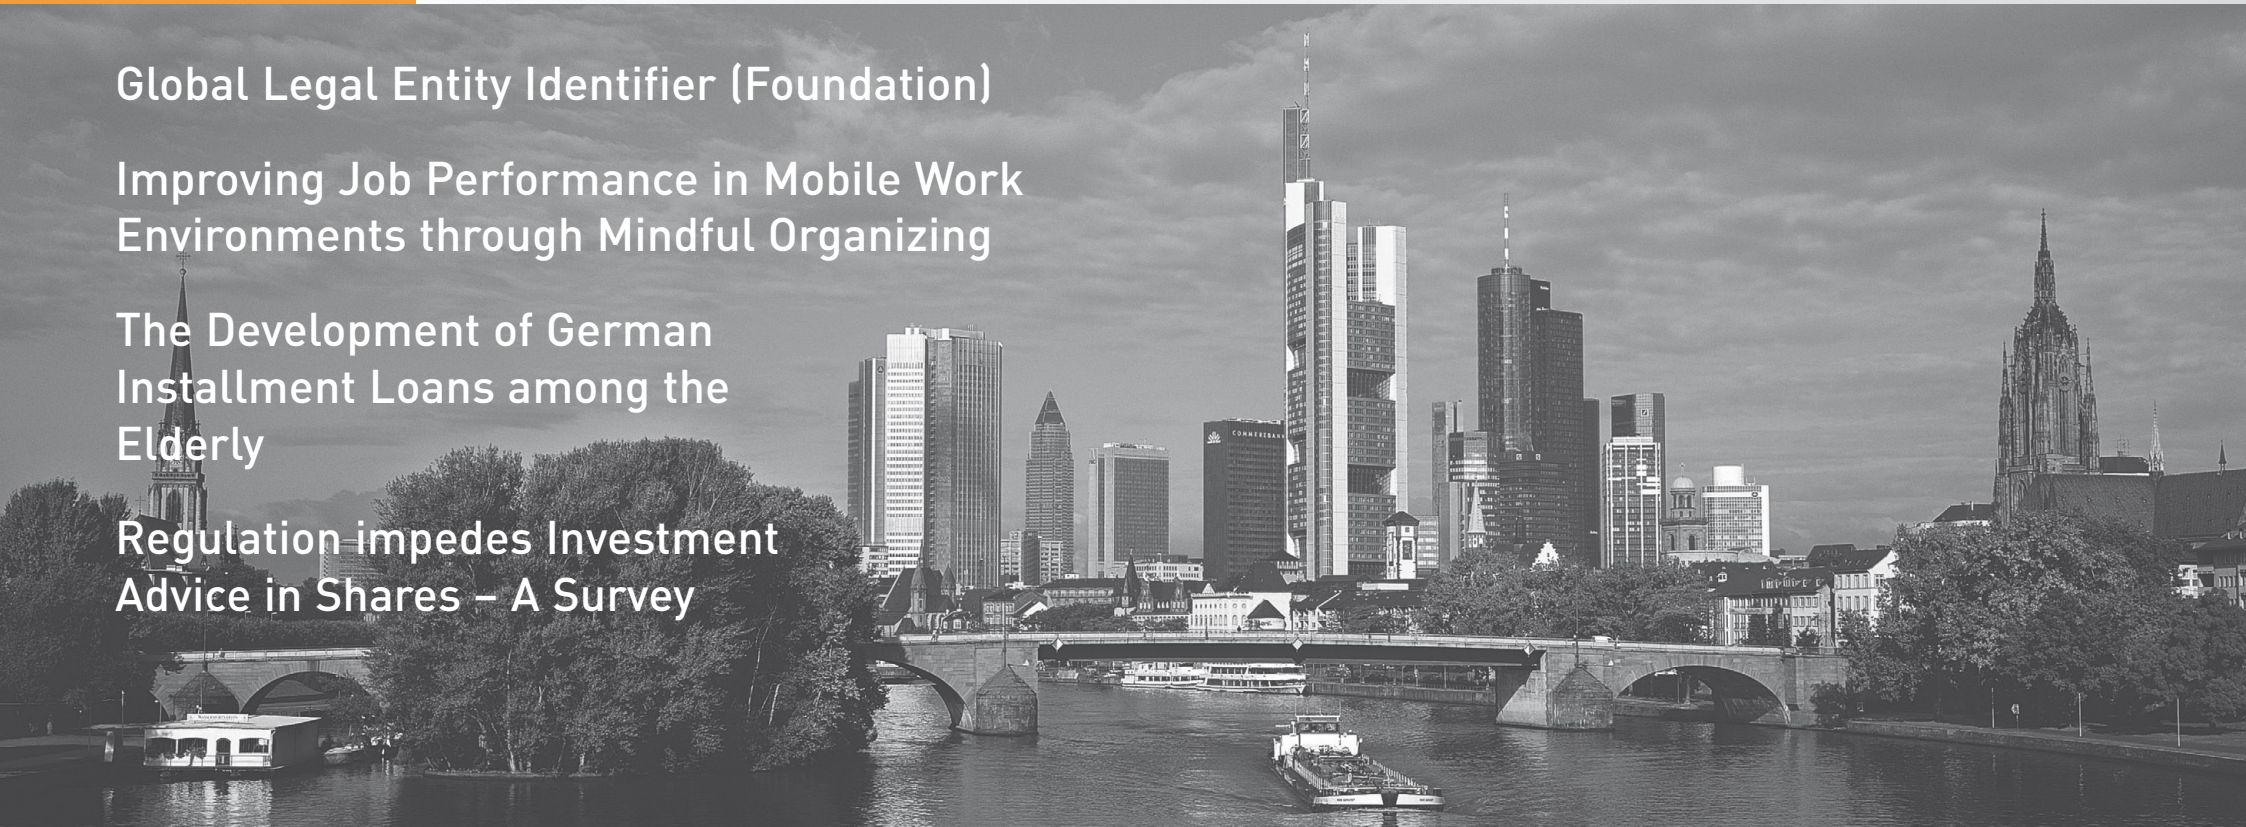 Global Legal Entity Identifier (Foundation)
Improving Job Performance in Mobile Work
Environments through Mindful Organizing
The Development of German
Installment Loans among the
Elderly
Regulation impedes Investment
Advice in Shares – A Survey
COMMERZBANK